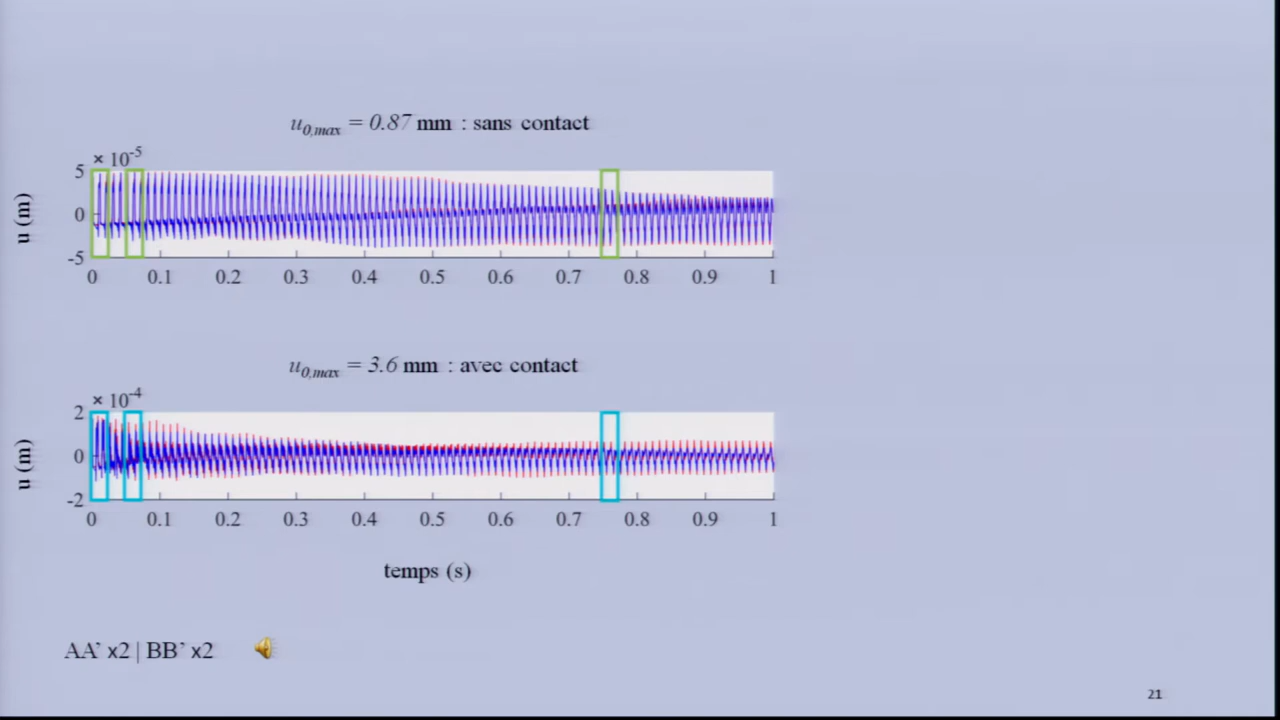 u0,max = 0.87 mm : sans contact
× 10-5
5
0
-5
u (m)
0 0.1 0.2 0.3 0.4 0.5 0.6 0.7 0.8 0.9 1
u0,max = 3.6 mm : avec contact
× 10-4
2
0
-2
u (m)
0 0.1 0.2 0.3 0.4 0.5 0.6 0.7 0.8 0.9 1
temps (s)
AA’ x2 | BB’ x2
21